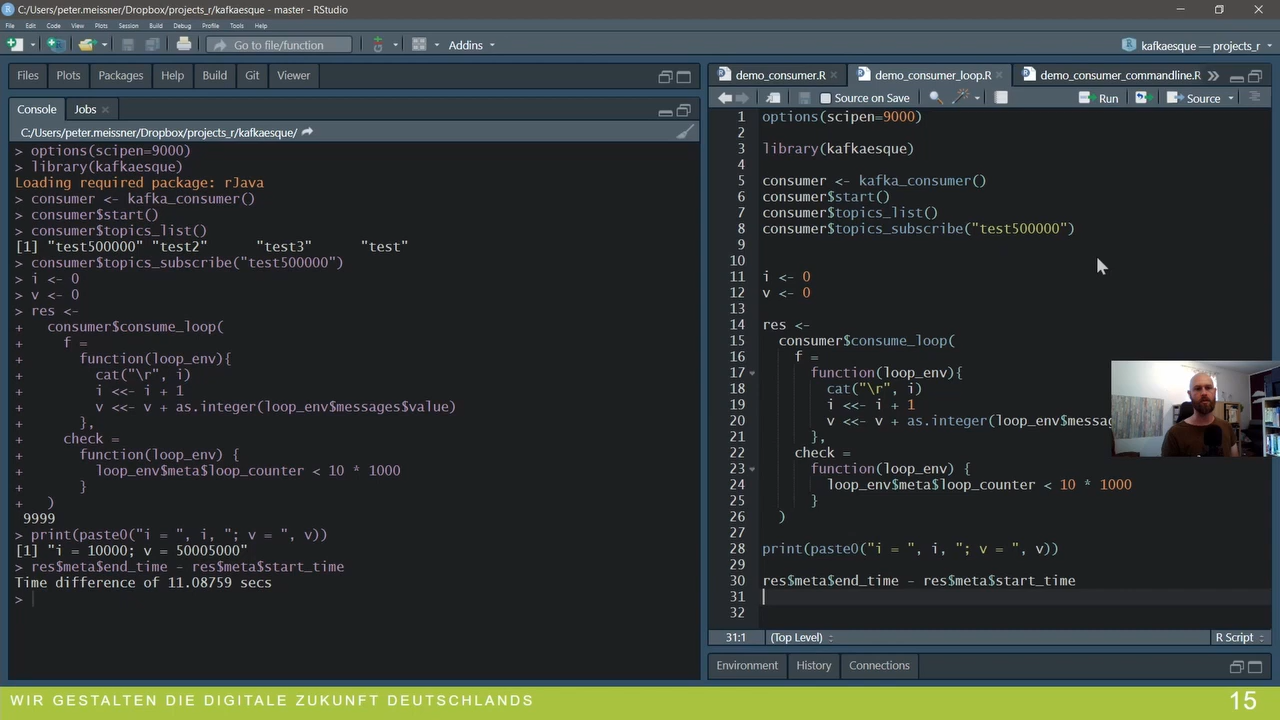 C:/Users/peter.meissner/Dropbox/projects_r/kafkaesque - master - RStudio
File Edit Code View Plots Session Build Debug Profile Tools Help
Go to file/function
Addins
kafkaesque — projects_r
Files Plots Packages Help Build Git Viewer
Console Jobs
C:/Users/peter.meissner/Dropbox/projects_r/kafkaesque/
> options(scipen=9000)
> library(kafkaesque)
Loading required package: rJava
> consumer <- kafka_consumer()
> consumer$start()
> consumer$topics_list()
[1] "test500000" "test2"      "test3"      "test"
> consumer$topics_subscribe("test500000")
> i <- 0
> v <- 0
> res <-
+   consumer$consume_loop(
+     f =
+       function(loop_env){
+         cat("\r", i)
+         i <<- i + 1
+         v <<- v + as.integer(loop_env$messages$value)
+       },
+     check =
+       function(loop_env) {
+         loop_env$meta$loop_counter < 10 * 1000
+       }
+   )
 9999
> print(paste0("i = ", i, "; v = ", v))
[1] "i = 10000; v = 50005000"
> res$meta$end_time - res$meta$start_time
Time difference of 11.08759 secs
>
demo_consumer.R demo_consumer_loop.R demo_consumer_commandline.R
Source on Save Run Source
1 options(scipen=9000)
2
3 library(kafkaesque)
4
5 consumer <- kafka_consumer()
6 consumer$start()
7 consumer$topics_list()
8 consumer$topics_subscribe("test500000")
9
10
11 i <- 0
12 v <- 0
13
14 res <-
15   consumer$consume_loop(
16     f =
17       function(loop_env){
18         cat("\r", i)
19         i <<- i + 1
20         v <<- v + as.integer(loop_env$messag
21       },
22     check =
23       function(loop_env) {
24         loop_env$meta$loop_counter < 10 * 1000
25       }
26   )
27
28 print(paste0("i = ", i, "; v = ", v))
29
30 res$meta$end_time - res$meta$start_time
31
32
31:1 (Top Level) R Script
Environment History Connections
WIR GESTALTEN DIE DIGITALE ZUKUNFT DEUTSCHLANDS
15